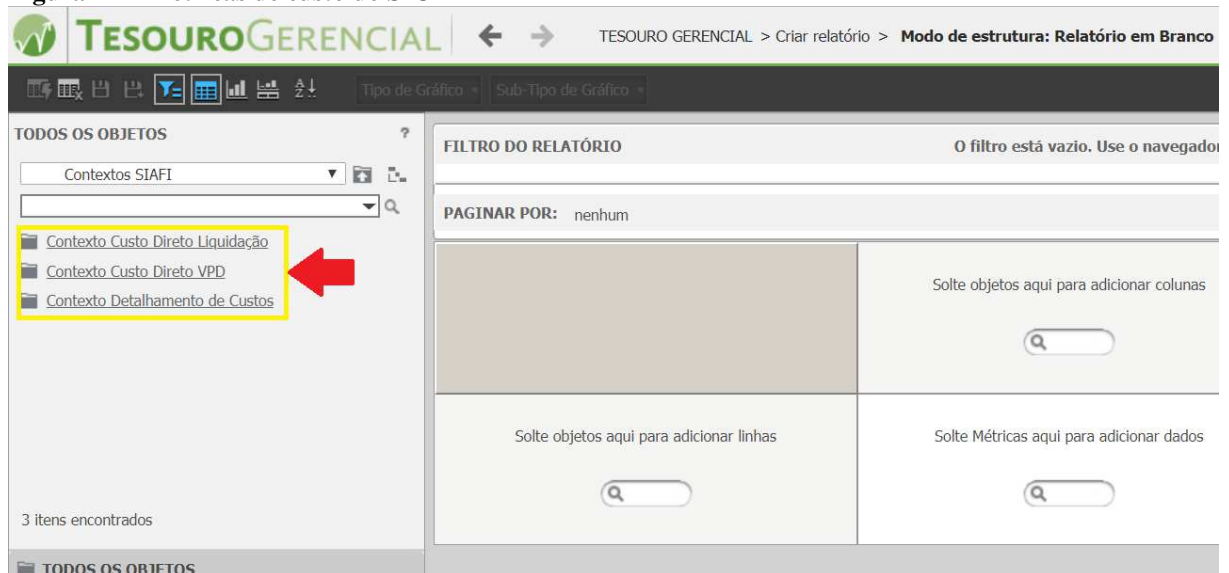 TESOUROGERENCIAL
TESOURO GERENCIAL > Criar relatório > Modo de estrutura: Relatório em Branco
Tipo de Gráfico
Sub-Tipo de Gráfico
TODOS OS OBJETOS ?
Contextos SIAFI
Contexto Custo Direto Liquidação
Contexto Custo Direto VPD
Contexto Detalhamento de Custos
3 itens encontrados
TODOS OS OBJETOS
FILTRO DO RELATÓRIO O filtro está vazio. Use o navegador
PAGINAR POR: nenhum
Solte objetos aqui para adicionar colunas
Solte objetos aqui para adicionar linhas
Solte Métricas aqui para adicionar dados